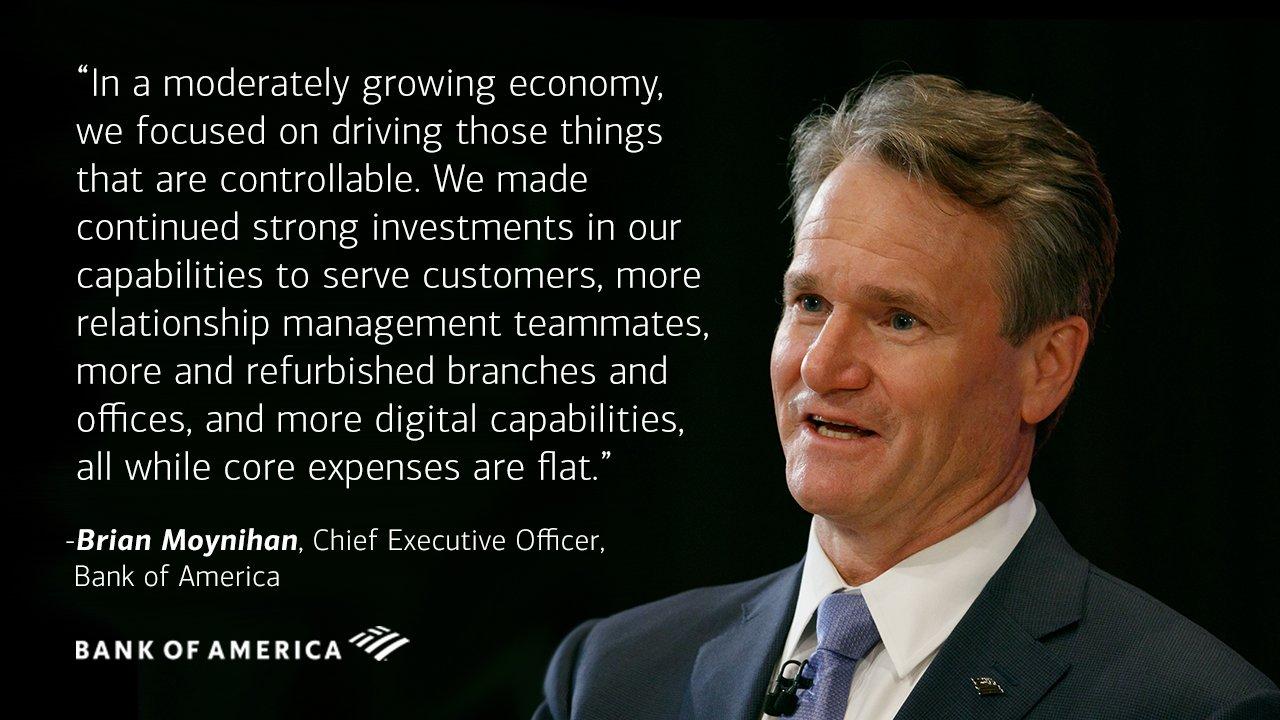 “In a moderately growing economy,
we focused on driving those things
that are controllable. We made
continued strong investments in our
capabilities to serve customers, more
relationship management teammates,
more and refurbished branches and
offices, and more digital capabilities,
all while core expenses are flat.”
-Brian Moynihan, Chief Executive Officer,
Bank of America
BANK OF AMERICA